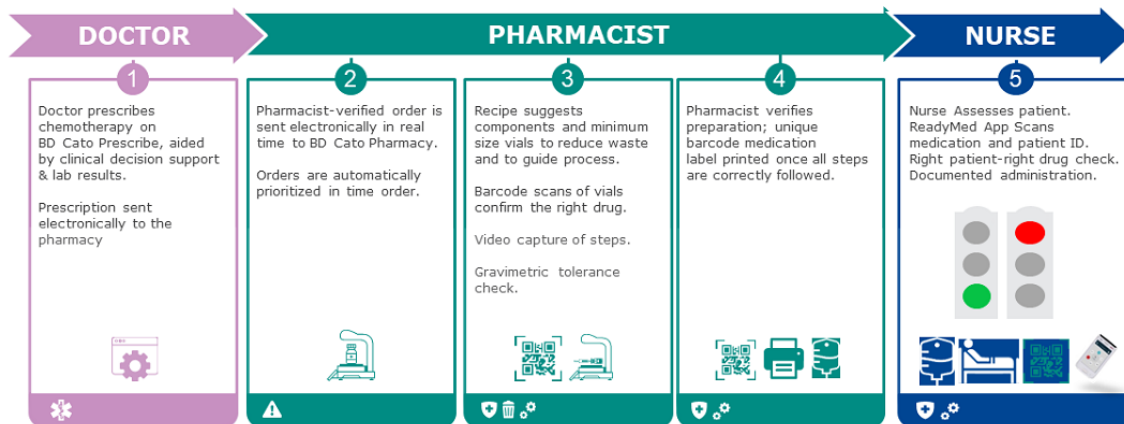 DOCTOR
PHARMACIST
NURSE
1
Doctor prescribes
chemotherapy on
BD Cato Prescribe, aided
by clinical decision support
& lab results.
Prescription sent
electronically to the
pharmacy
2
Pharmacist-verified order is
sent electronically in real
time to BD Cato Pharmacy.
Orders are automatically
prioritized in time order.
3
Recipe suggests
components and minimum
size vials to reduce waste
and to guide process.
Barcode scans of vials
confirm the right drug.
Video capture of steps.
Gravimetric tolerance
check.
4
Pharmacist verifies
preparation; unique
barcode medication
label printed once all steps
are correctly followed.
5
Nurse Assesses patient.
ReadyMed App Scans
medication and patient ID.
Right patient-right drug check.
Documented administration.